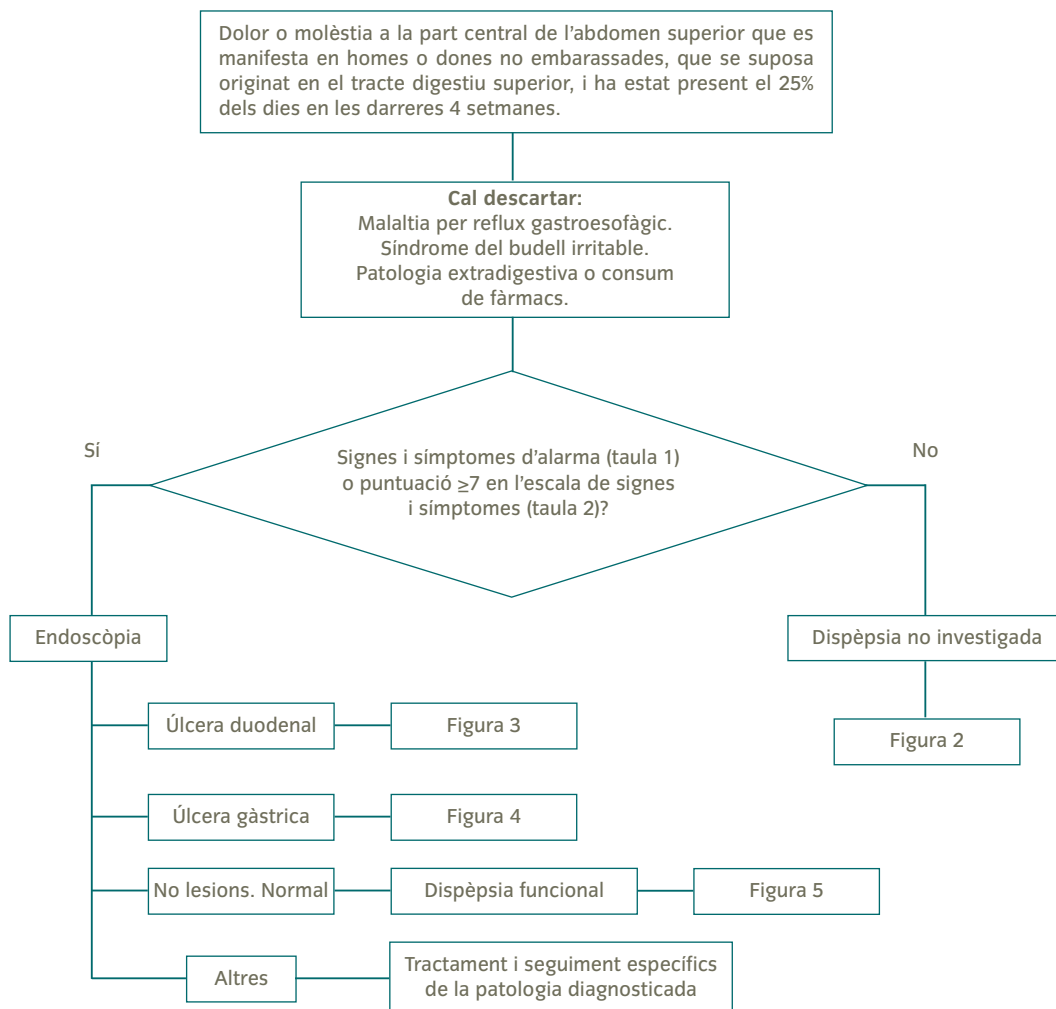 Dolor o molèstia a la part central de l'abdomen superior que es
manifesta en homes o dones no embarassades, que se suposa
originat en el tracte digestiu superior, i ha estat present el 25%
dels dies en les darreres 4 setmanes.
Cal descartar:
Malaltia per reflux gastroesofàgic.
Síndrome del budell irritable.
Patologia extradigestiva o consum
de fàrmacs.
Sí
No
Signes i símptomes d'alarma (taula 1)
o puntuació ≥7 en l'escala de signes
i símptomes (taula 2)?
Endoscòpia
Dispèpsia no investigada
Úlcera duodenal
Figura 3
Figura 2
Úlcera gàstrica
Figura 4
No lesions. Normal
Dispèpsia funcional
Figura 5
Altres
Tractament i seguiment específics
de la patologia diagnosticada